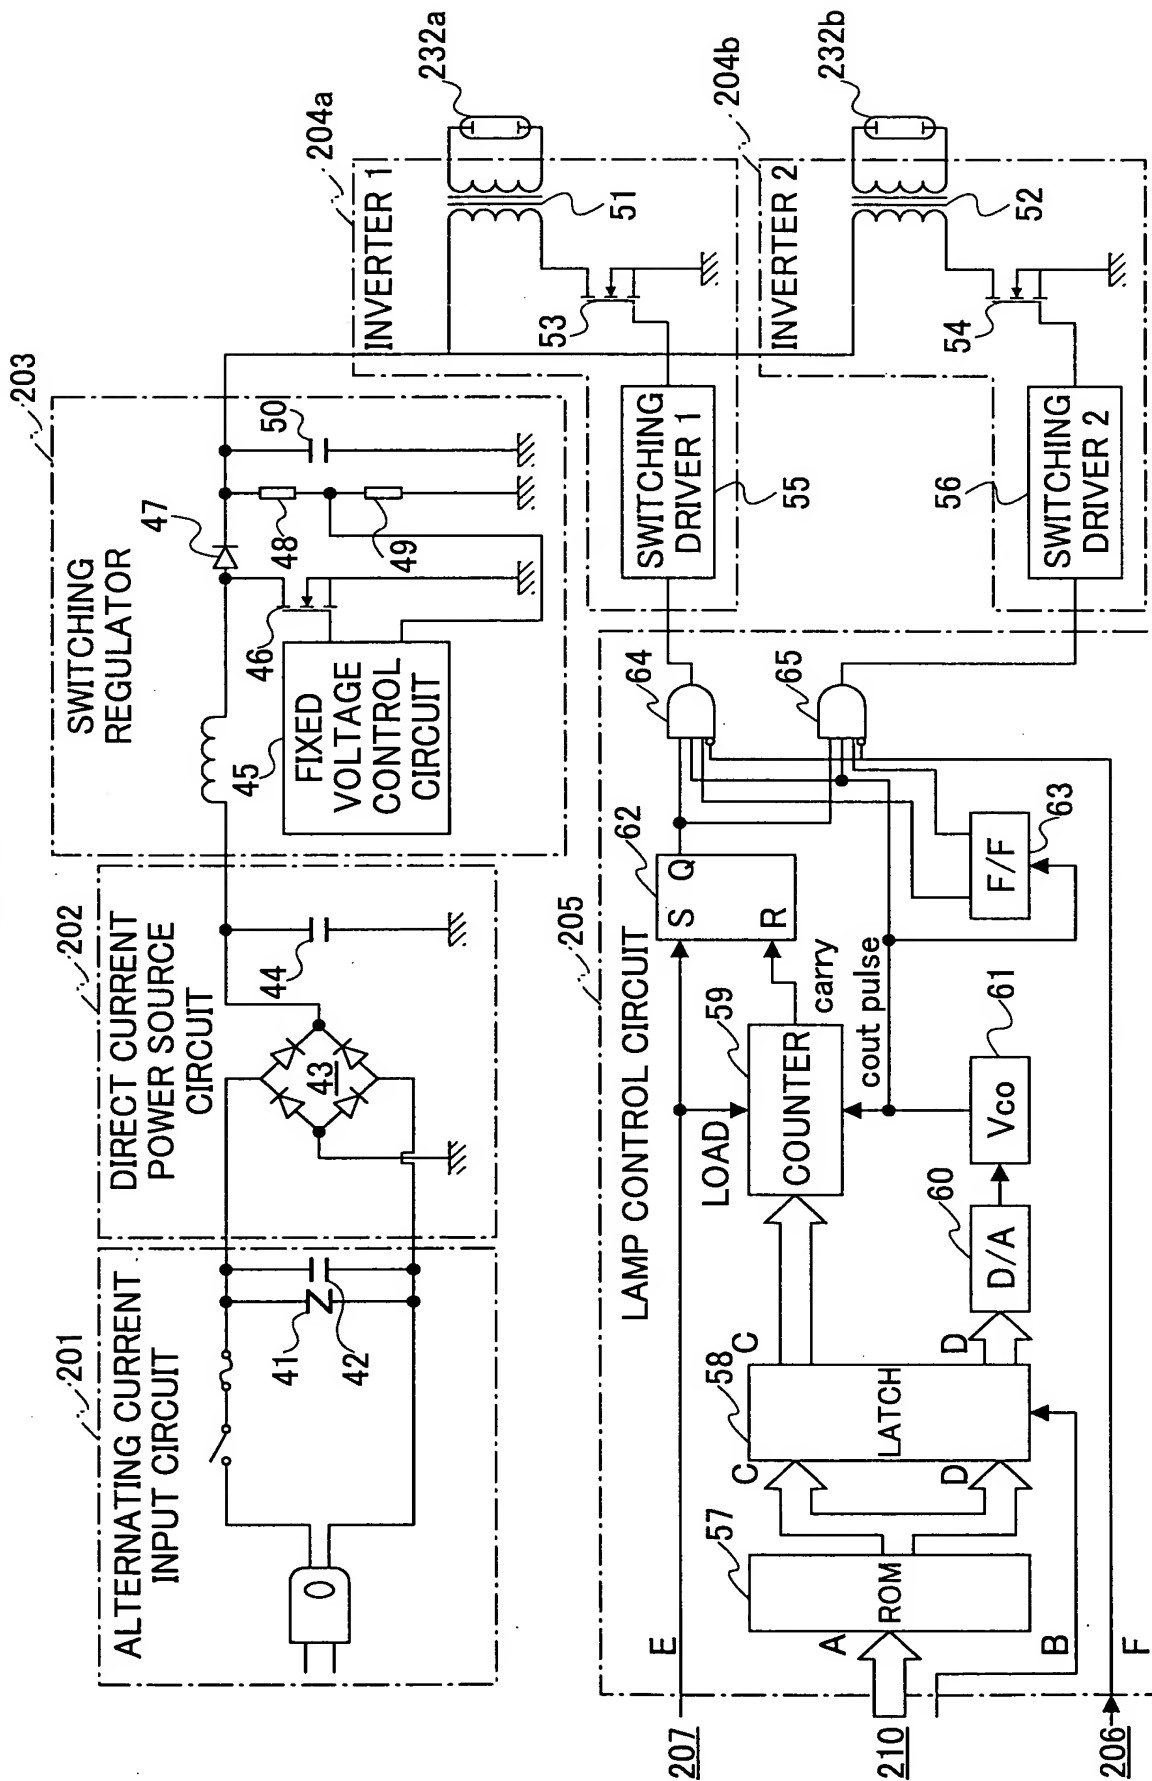 201
ALTERNATING CURRENT
INPUT CIRCUIT
41
42
202
DIRECT CURRENT
POWER SOURCE
CIRCUIT
43
44
203
SWITCHING
REGULATOR
45
FIXED
VOLTAGE
CONTROL
CIRCUIT
46
47
48
49
50
204a
INVERTER 1
232a
51
53
SWITCHING
DRIVER 1
55
204b
INVERTER 2
232b
52
54
SWITCHING
DRIVER 2
56
205
LAMP CONTROL CIRCUIT
207
E
210
A
B
206
F
57
ROM
C
D
58
LATCH
C
D
LOAD
59
COUNTER
carry
cout pulse
60
D/A
61
Vco
62
S Q
R
63
F/F
64
65